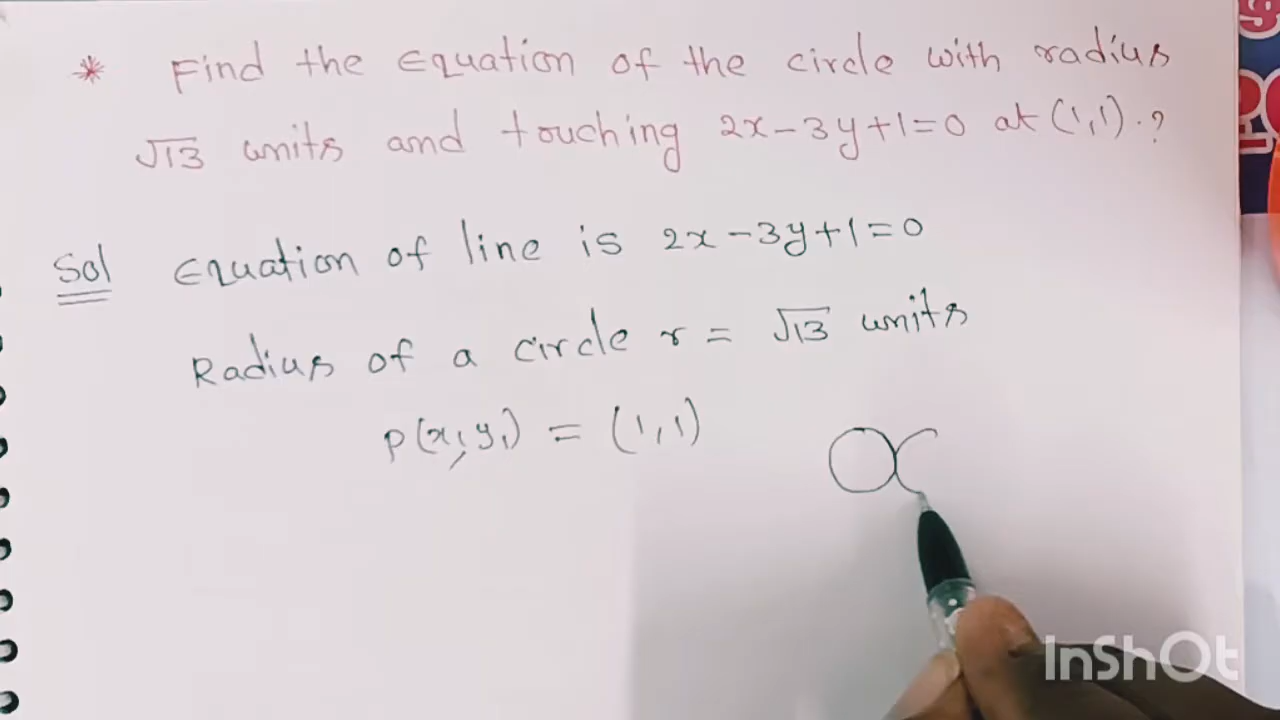 * Find the Equation of the circle with radius
√13 units and touching 2x-3y+1=0 at (1,1).?
Sol Equation of line is 2x-3y+1=0
Radius of a circle r = √13 units
P(x₁,y₁) = (1,1)
InShOt